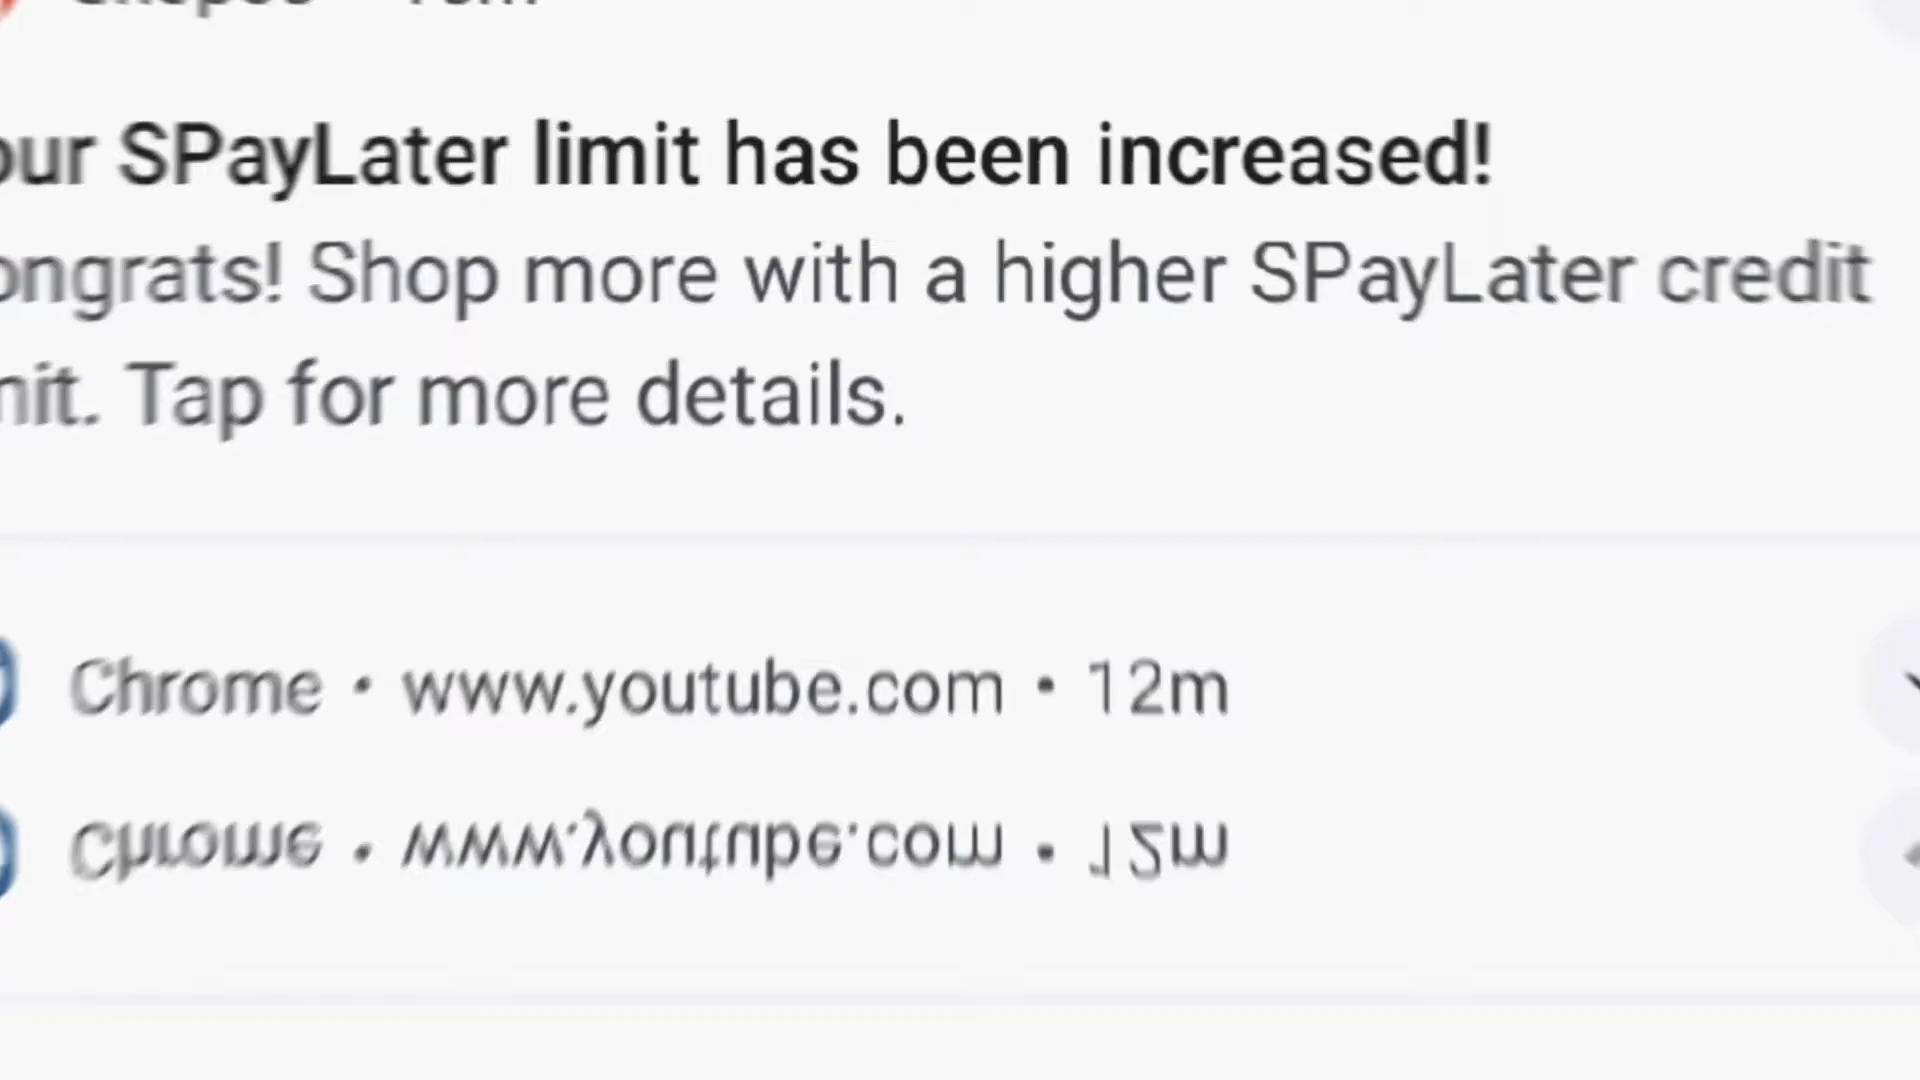 our SPayLater limit has been increased!
ongrats! Shop more with a higher SPayLater credit
mit. Tap for more details.
Chrome • www.youtube.com • 12m
Chrome • www.youtube.com • 12m